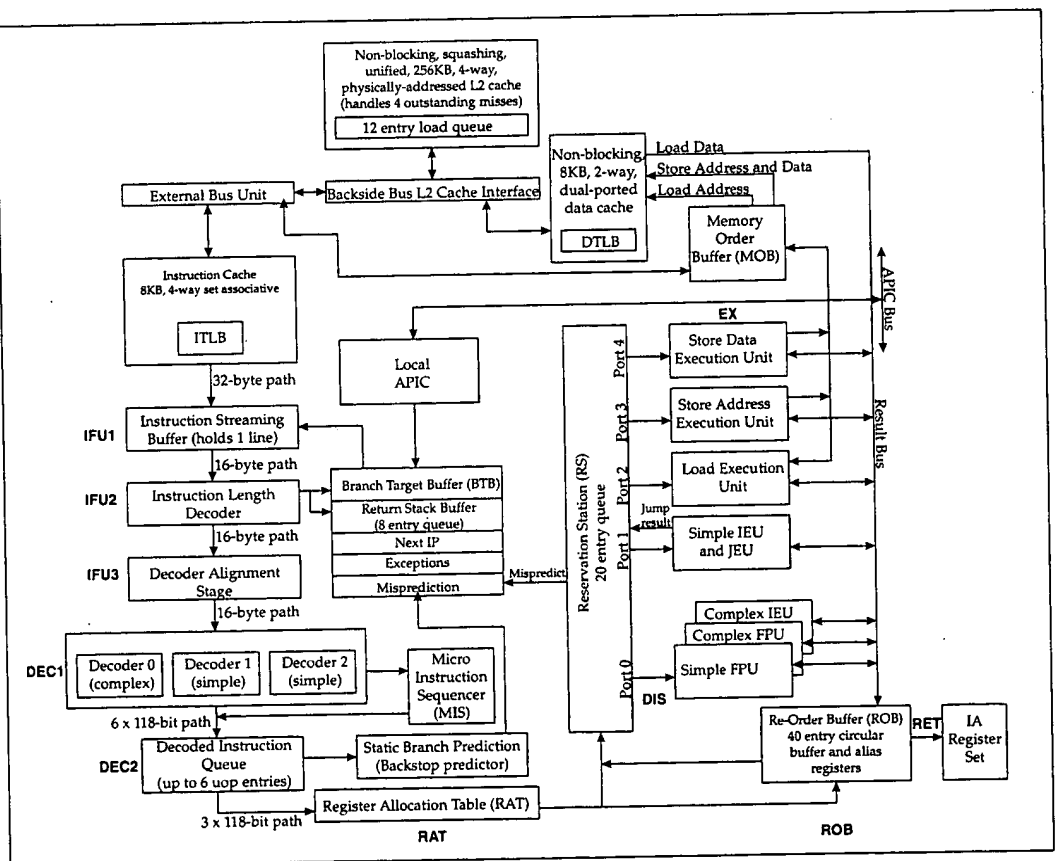 Non-blocking, squashing,
unified, 256KB, 4-way,
physically-addressed L2 cache
(handles 4 outstanding misses)
12 entry load queue
External Bus Unit
Backside Bus L2 Cache Interface
Non-blocking,
8KB, 2-way,
dual-ported
data cache
DTLB
Load Data
Store Address and Data
Load Address
Memory
Order
Buffer (MOB)
APIC Bus
Instruction Cache
8KB, 4-way set associative
ITLB
32-byte path
Local
APIC
IFU1
Instruction Streaming
Buffer (holds 1 line)
16-byte path
IFU2
Instruction Length
Decoder
16-byte path
IFU3
Decoder Alignment
Stage
16-byte path
Branch Target Buffer (BTB)
Return Stack Buffer
(8 entry queue)
Next IP
Exceptions
Misprediction
Mispredict
Reservation Station (RS)
20 entry queue
EX
Port 4
Store Data
Execution Unit
Port 3
Store Address
Execution Unit
Port 2
Load Execution
Unit
Jump
result
Port 1
Simple IEU
and JEU
Result Bus
Complex IEU
Complex FPU
Simple FPU
Port 0
DIS
DEC1
Decoder 0
(complex)
Decoder 1
(simple)
Decoder 2
(simple)
Micro
Instruction
Sequencer
(MIS)
6 x 118-bit path
DEC2
Decoded Instruction
Queue
(up to 6 uop entries)
Static Branch Prediction
(Backstop predictor)
3 x 118-bit path
Register Allocation Table (RAT)
RAT
Re-Order Buffer (ROB)
40 entry circular
buffer and alias
registers
RET
IA
Register
Set
ROB